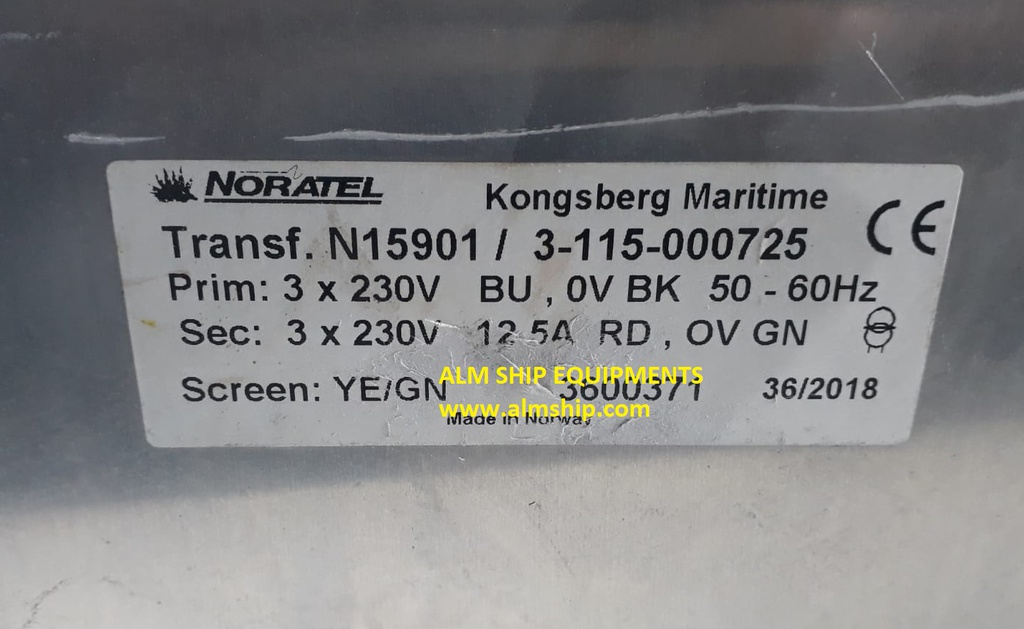 NORATEL
Kongsberg Maritime
Transf. N15901 / 3-115-000725
CE
Prim: 3 x 230V BU , 0V BK 50 - 60Hz
Sec: 3 x 230V 12.5A RD , OV GN
Screen: YE/GN 3600371 36/2018
ALM SHIP EQUIPMENTS
www.almship.com
Made in Norway